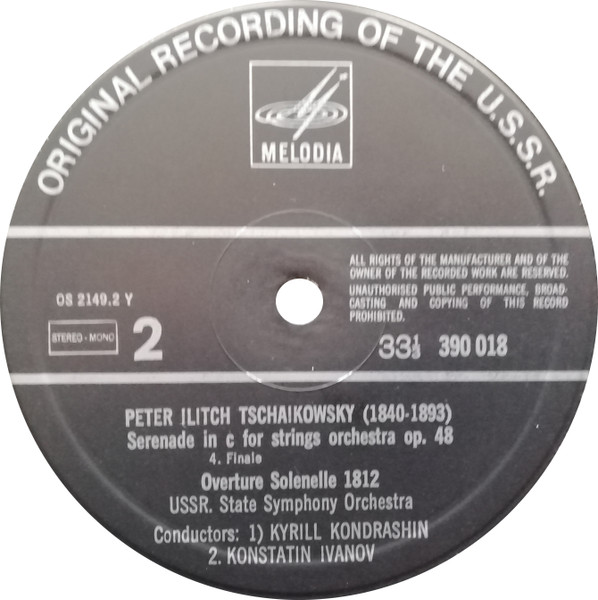 ORIGINAL RECORDING OF THE U.S.S.R.
MELODIA
ALL RIGHTS OF THE MANUFACTURER AND OF THE
OWNER OF THE RECORDED WORK ARE RESERVED.
UNAUTHORISED PUBLIC PERFORMANCE, BROAD-
CASTING AND COPYING OF THIS RECORD
PROHIBITED.
OS 2149.2 Y
STEREO - MONO 2
33⅓ 390 018
PETER ILITCH TSCHAIKOWSKY (1840-1893)
Serenade in c for strings orchestra op. 48
4. Finale
Overture Solenelle 1812
USSR. State Symphony Orchestra
Conductors: 1) KYRILL KONDRASHIN
2. KONSTATIN IVANOV